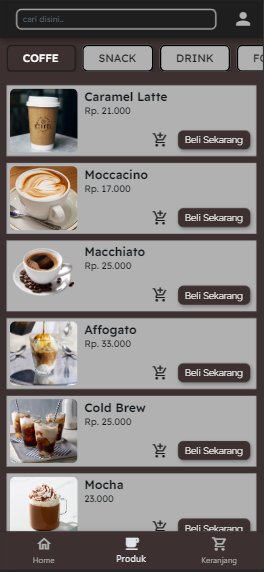 cari disini..
COFFE SNACK DRINK FO
Caramel Latte
Rp. 21.000
Beli Sekarang
Moccacino
Rp. 17.000
Beli Sekarang
Macchiato
Rp. 25.000
Beli Sekarang
Affogato
Rp. 33.000
Beli Sekarang
Cold Brew
Rp. 25.000
Beli Sekarang
Mocha
23.000
Beli Sekarang
Home Produk Keranjang